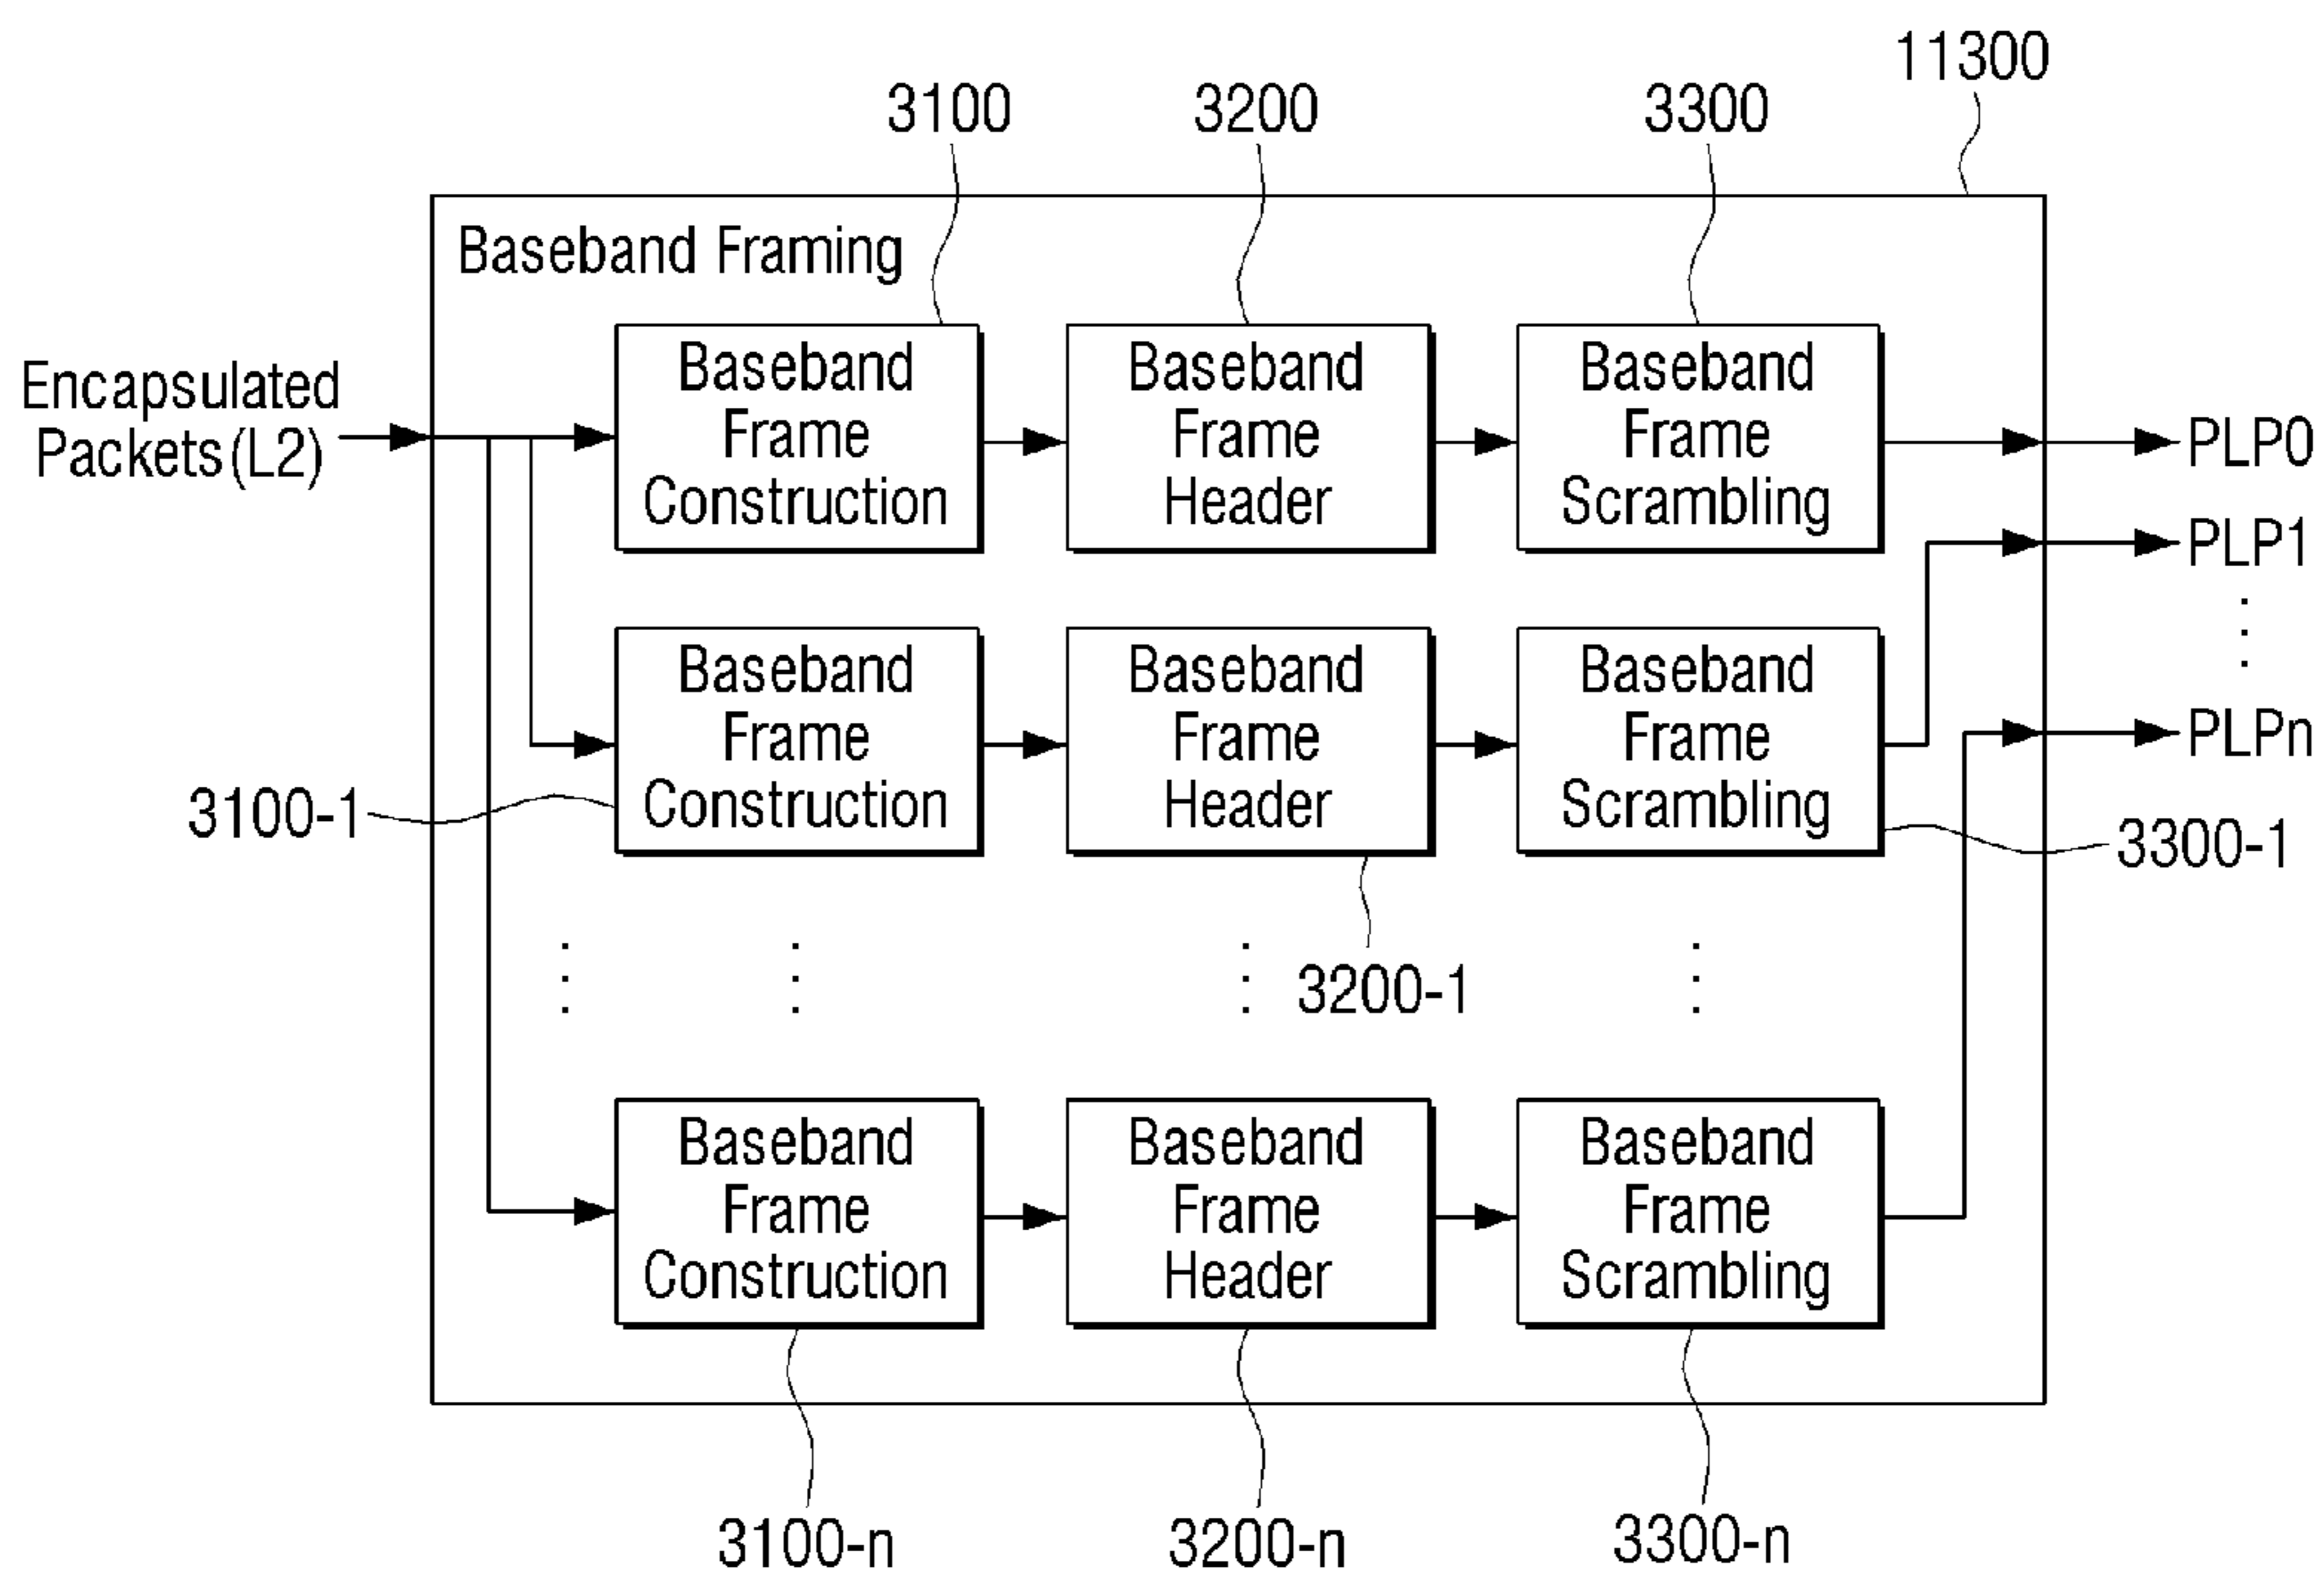 11300
3100
3200
3300
Baseband Framing
Encapsulated
Packets(L2)
Baseband
Frame
Construction
Baseband
Frame
Header
Baseband
Frame
Scrambling
PLP0
PLP1
PLPn
Baseband
Frame
Construction
Baseband
Frame
Header
Baseband
Frame
Scrambling
3100-1
3300-1
3200-1
Baseband
Frame
Construction
Baseband
Frame
Header
Baseband
Frame
Scrambling
3100-n
3200-n
3300-n